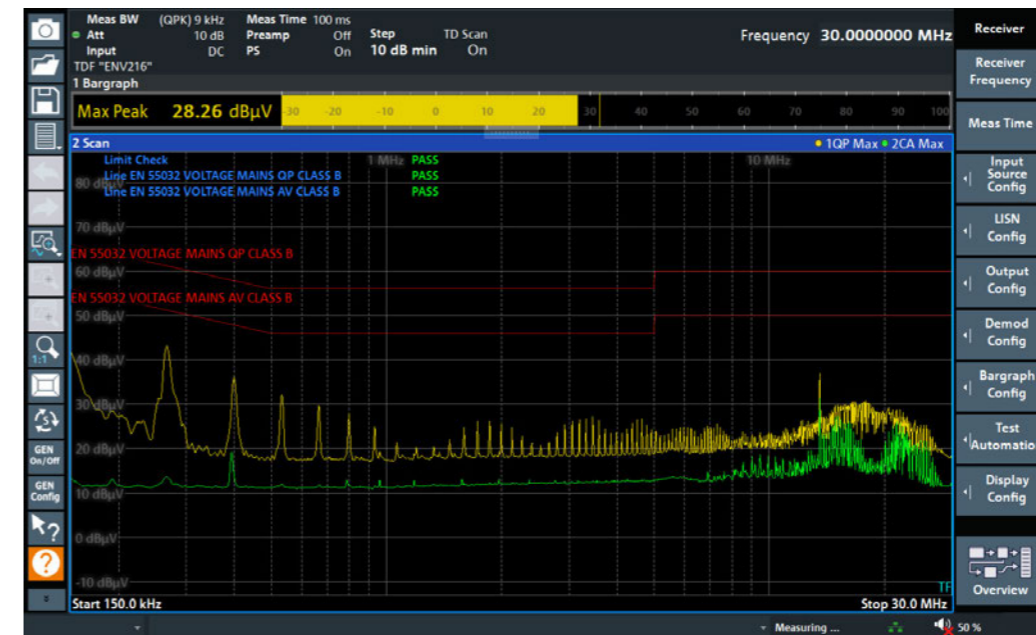 Meas BW (QPK) 9 kHz Meas Time 100 ms
Att 10 dB Preamp Off Step TD Scan
Input DC PS On 10 dB min On
Frequency 30.0000000 MHz
TDF "ENV216"
1 Bargraph
Max Peak 28.26 dBµV -30 -20 -10 0 10 20 30 40 50 60 70 80 90 100
2 Scan 1QP Max 2CA Max
Limit Check 1 MHz PASS 10 MHz
Line EN 55032 VOLTAGE MAINS QP CLASS B PASS
80 dBµV
Line EN 55032 VOLTAGE MAINS AV CLASS B PASS
70 dBµV
EN 55032 VOLTAGE MAINS QP CLASS B
60 dBµV
EN 55032 VOLTAGE MAINS AV CLASS B
50 dBµV
40 dBµV
30 dBµV
20 dBµV
10 dBµV
0 dBµV
-10 dBµV
TF
Start 150.0 kHz Stop 30.0 MHz
Measuring ... 50 %
1:1
GEN
On/Off
GEN
Config
?
?
Receiver
Receiver
Frequency
Meas Time
Input
Source
Config
LISN
Config
Output
Config
Demod
Config
Bargraph
Config
Test
Automatio
Display
Config
Overview